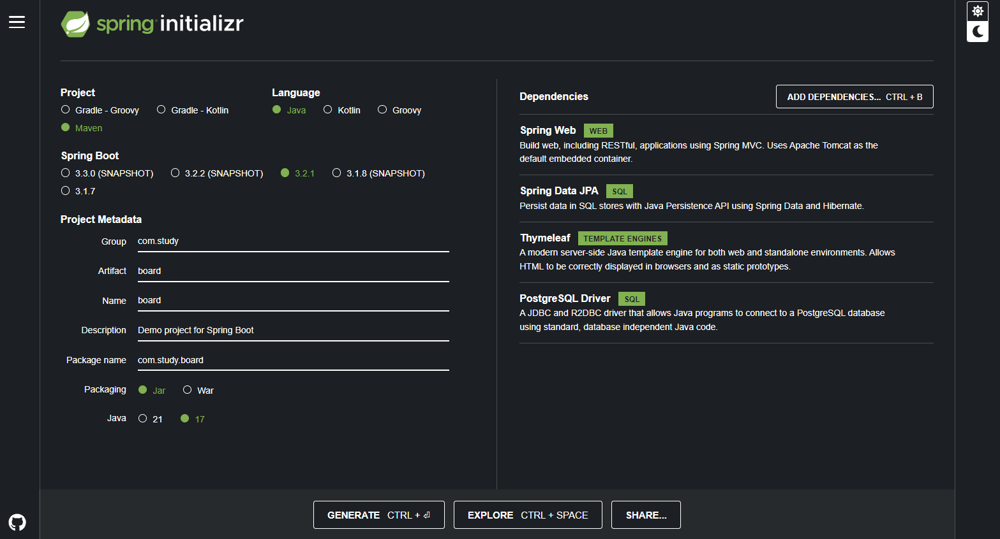 spring initializr
Project
Gradle - Groovy Gradle - Kotlin
Maven
Language
Java Kotlin Groovy
Spring Boot
3.3.0 (SNAPSHOT) 3.2.2 (SNAPSHOT) 3.2.1 3.1.8 (SNAPSHOT)
3.1.7
Project Metadata
Group com.study
Artifact board
Name board
Description Demo project for Spring Boot
Package name com.study.board
Packaging Jar War
Java 21 17
Dependencies
ADD DEPENDENCIES... CTRL + B
Spring Web WEB
Build web, including RESTful, applications using Spring MVC. Uses Apache Tomcat as the
default embedded container.
Spring Data JPA SQL
Persist data in SQL stores with Java Persistence API using Spring Data and Hibernate.
Thymeleaf TEMPLATE ENGINES
A modern server-side Java template engine for both web and standalone environments. Allows
HTML to be correctly displayed in browsers and as static prototypes.
PostgreSQL Driver SQL
A JDBC and R2DBC driver that allows Java programs to connect to a PostgreSQL database
using standard, database independent Java code.
GENERATE CTRL + ⏎
EXPLORE CTRL + SPACE
SHARE...